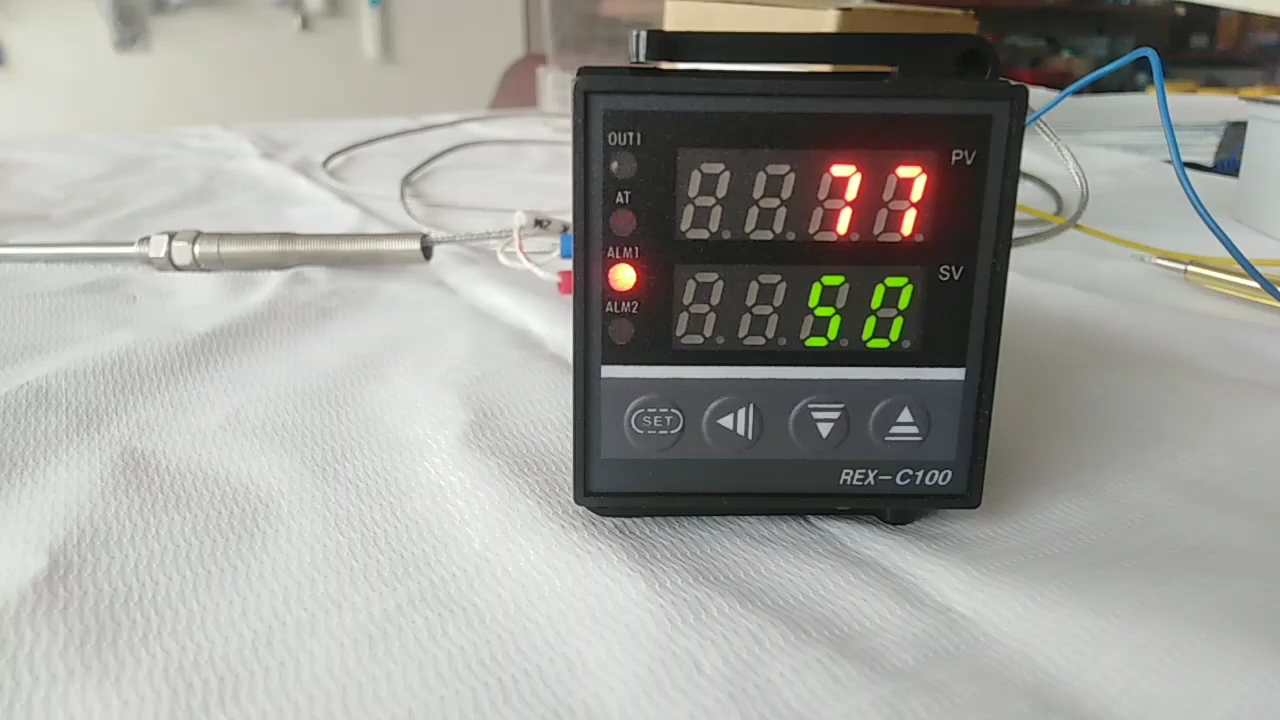 OUT1
PV
77
AT
ALM1
SV
50
ALM2
SET
REX-C100